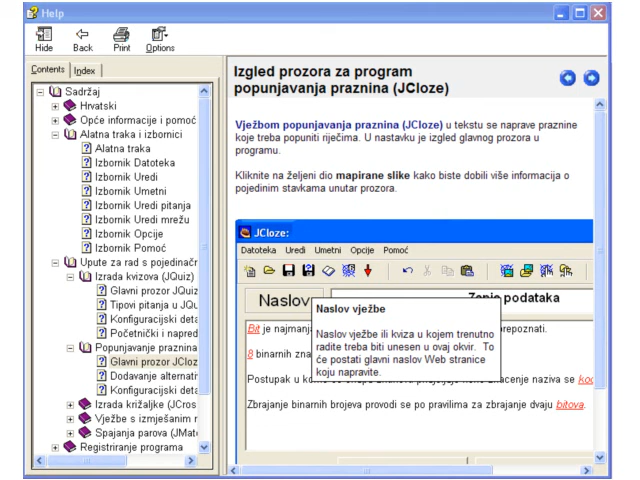 Help
Hide Back Print Options
Contents Index
Sadržaj
Hrvatski
Opće informacije i pomoć
Alatna traka i izbornici
Alatna traka
Izbornik Datoteka
Izbornik Uredi
Izbornik Umetni
Izbornik Uredi pitanja
Izbornik Uredi mrežu
Izbornik Opcije
Izbornik Pomoć
Upute za rad s pojedinačr
Izrada kvizova (JQuiz)
Glavni prozor JQuiz
Tipovi pitanja u JQu
Konfiguracijski deta
Početnički i napred
Popunjavanje praznina
Glavni prozor JCloz
Dodavanje alternati
Konfiguracijski deta
Izrada križaljke (JCros
Vježbe s izmješanim r
Spajanja parova (JMat
Registriranje programa
Izgled prozora za program
popunjavanja praznina (JCloze)
Vježbom popunjavanja praznina (JCloze) u tekstu se naprave praznine
koje treba popuniti riječima. U nastavku je izgled glavnog prozora u
programu.
Kliknite na željeni dio mapirane slike kako biste dobili više informacija o
pojedinim stavkama unutar prozora.
JCloze:
Datoteka Uredi Umetni Opcije Pomoć
Naslov podataka
Naslov vježbe
Bit je najmanja prepoznati.
Naslov vježbe ili kviza u kojem trenutno
radite treba biti unesen u ovaj okvir. To
će postati glavni naslov Web stranice
koju napravite.
8 binarnih zna
Postupak u naziva se koc
Zbrajanje binarnih brojeva provodi se po pravilima za zbrajanje dvaju bitova.